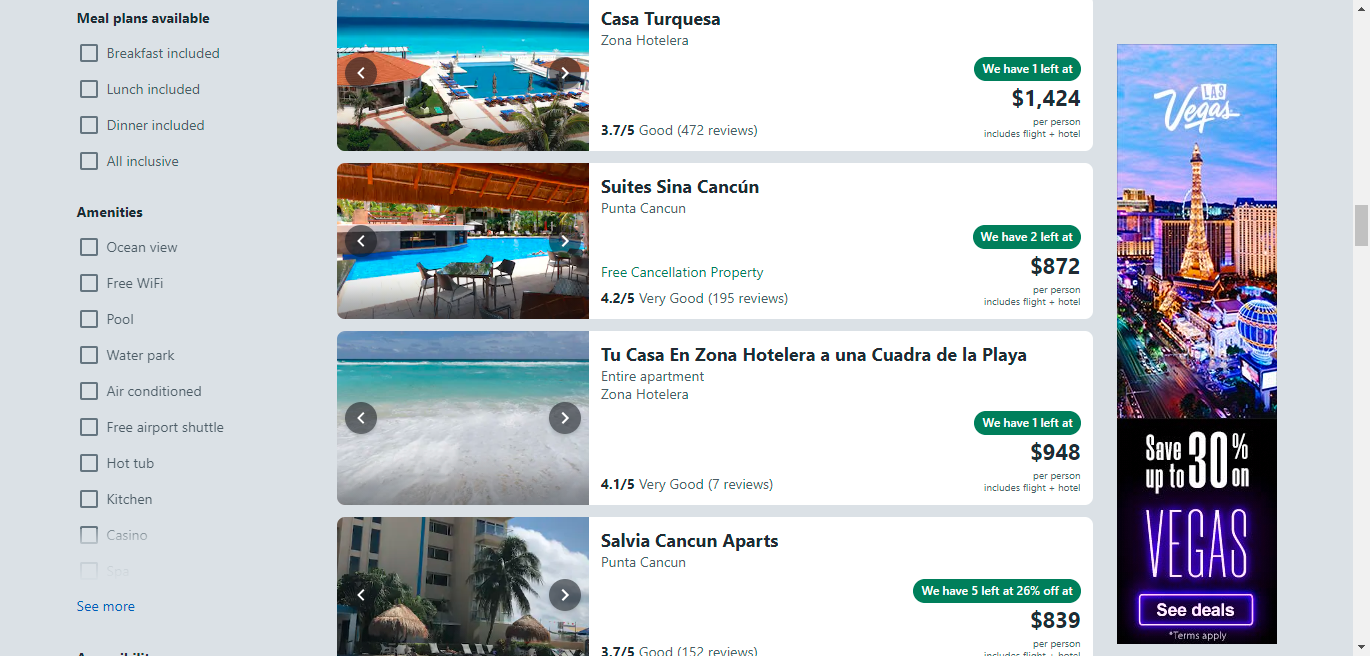 Meal plans available
Breakfast included
Lunch included
Dinner included
All inclusive
Amenities
Ocean view
Free WiFi
Pool
Water park
Air conditioned
Free airport shuttle
Hot tub
Kitchen
Casino
Spa
See more
Casa Turquesa
Zona Hotelera
We have 1 left at
$1,424
per person
includes flight + hotel
3.7/5 Good (472 reviews)
Suites Sina Cancún
Punta Cancun
We have 2 left at
$872
Free Cancellation Property
per person
includes flight + hotel
4.2/5 Very Good (195 reviews)
Tu Casa En Zona Hotelera a una Cuadra de la Playa
Entire apartment
Zona Hotelera
We have 1 left at
$948
per person
includes flight + hotel
4.1/5 Very Good (7 reviews)
Salvia Cancun Aparts
Punta Cancun
We have 5 left at 26% off at
$839
per person
3.7/5 Good (152 reviews)
includes flight + hotel
LAS
Vegas
Save
up to 30% on
VEGAS
See deals
*Terms apply